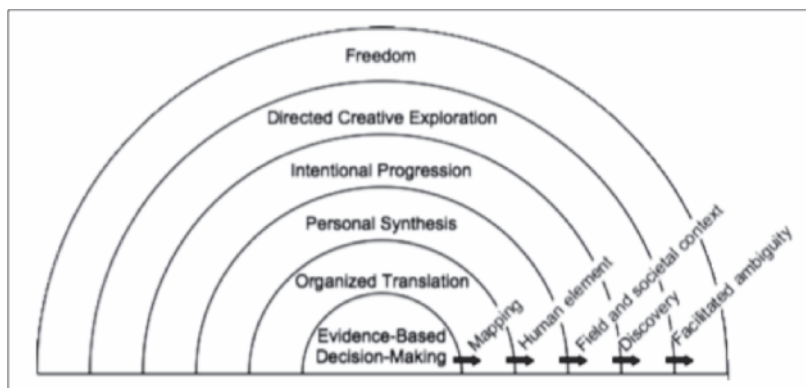 Freedom
Directed Creative Exploration
Intentional Progression
Personal Synthesis
Organized Translation
Evidence-Based
Decision-Making
Mapping
Human element
Field and societal context
Discovery
Facilitated ambiguity